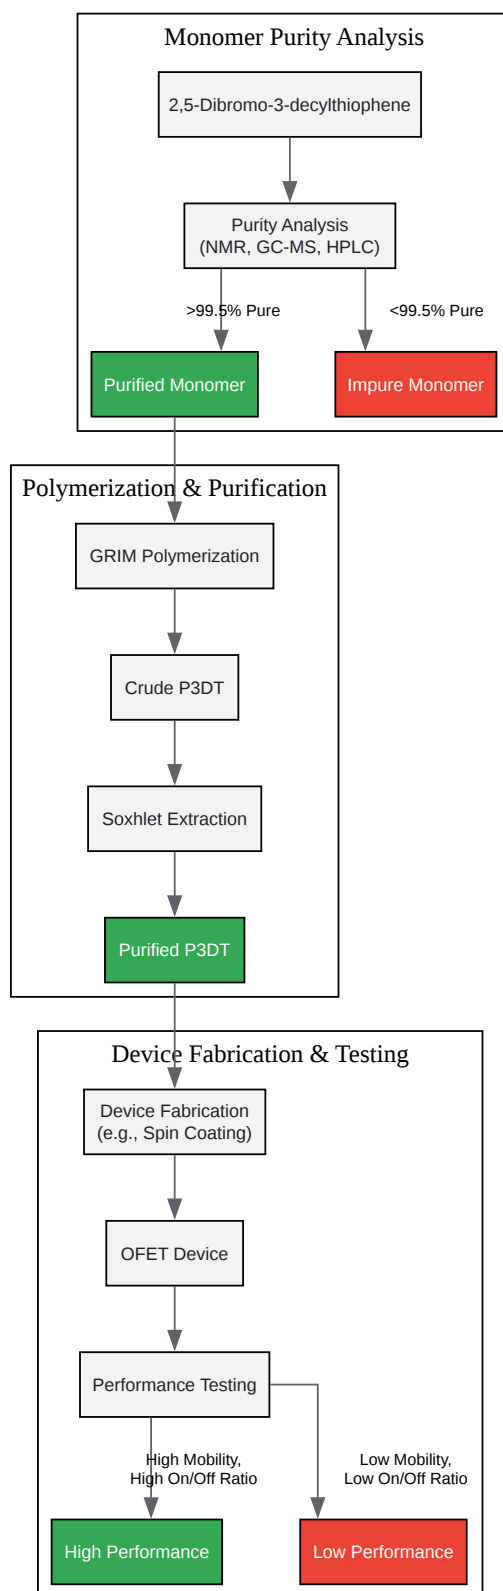 Monomer Purity Analysis
2,5-Dibromo-3-decylthiophene
Purity Analysis
(NMR, GC-MS, HPLC)
>99.5% Pure
<99.5% Pure
Purified Monomer
Impure Monomer
Polymerization & Purification
GRIM Polymerization
Crude P3DT
Soxhlet Extraction
Purified P3DT
Device Fabrication & Testing
Device Fabrication
(e.g., Spin Coating)
OFET Device
Performance Testing
High Mobility,
High On/Off Ratio
Low Mobility,
Low On/Off Ratio
High Performance
Low Performance